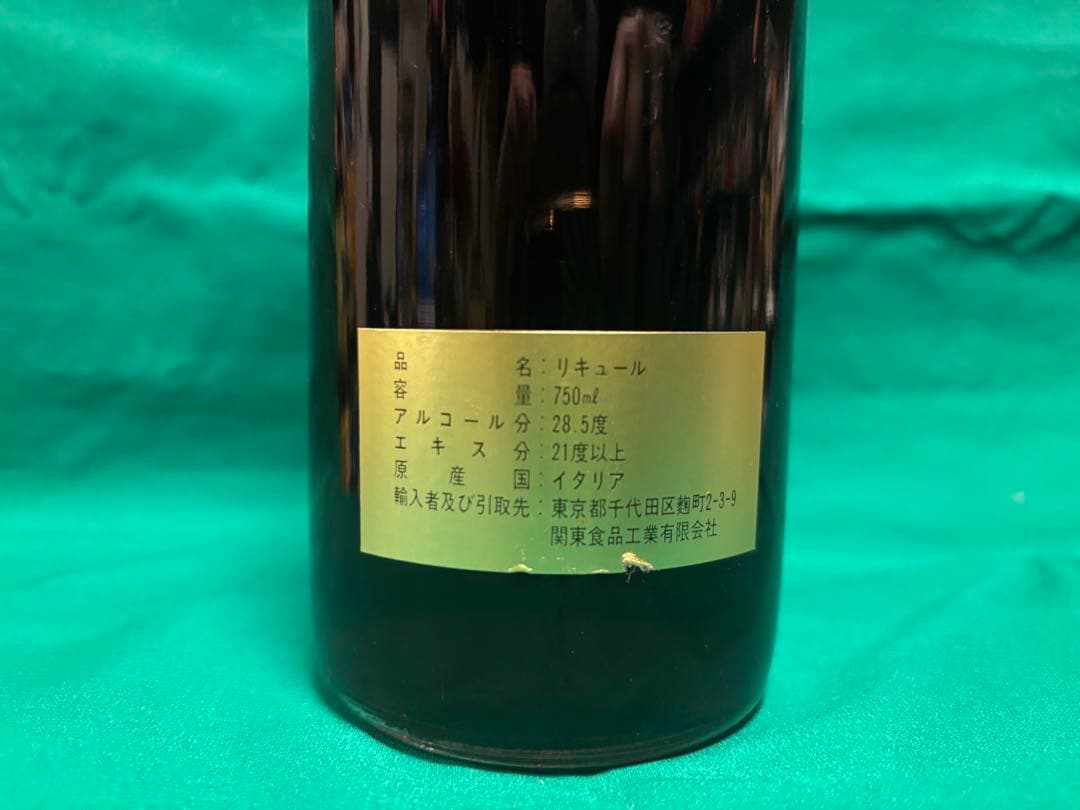 品名：リキュール
容量：750ml
アルコール分：28.5度
エキス分：21度以上
原産国：イタリア
輸入者及び引取先：東京都千代田区麹町2-3-9
関東食品工業有限会社